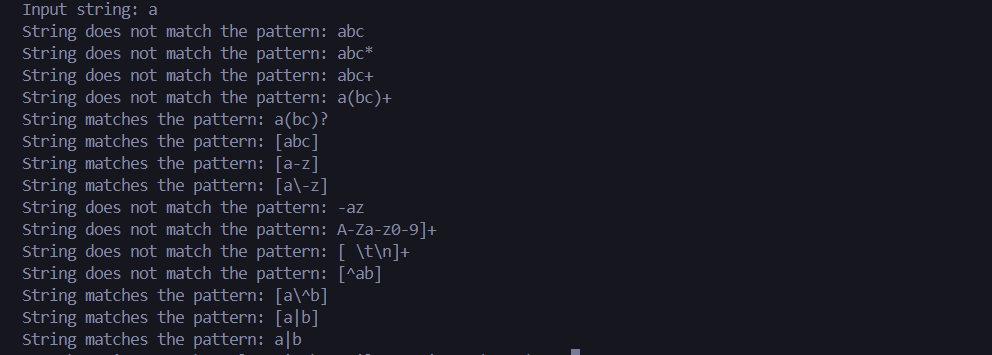 Input string: a
String does not match the pattern: abc
String does not match the pattern: abc*
String does not match the pattern: abc+
String does not match the pattern: a(bc)+
String matches the pattern: a(bc)?
String matches the pattern: [abc]
String matches the pattern: [a-z]
String matches the pattern: [a\-z]
String does not match the pattern: -az
String does not match the pattern: A-Za-z0-9]+
String does not match the pattern: [ \t\n]+
String does not match the pattern: [^ab]
String matches the pattern: [a\^b]
String matches the pattern: [a|b]
String matches the pattern: a|b